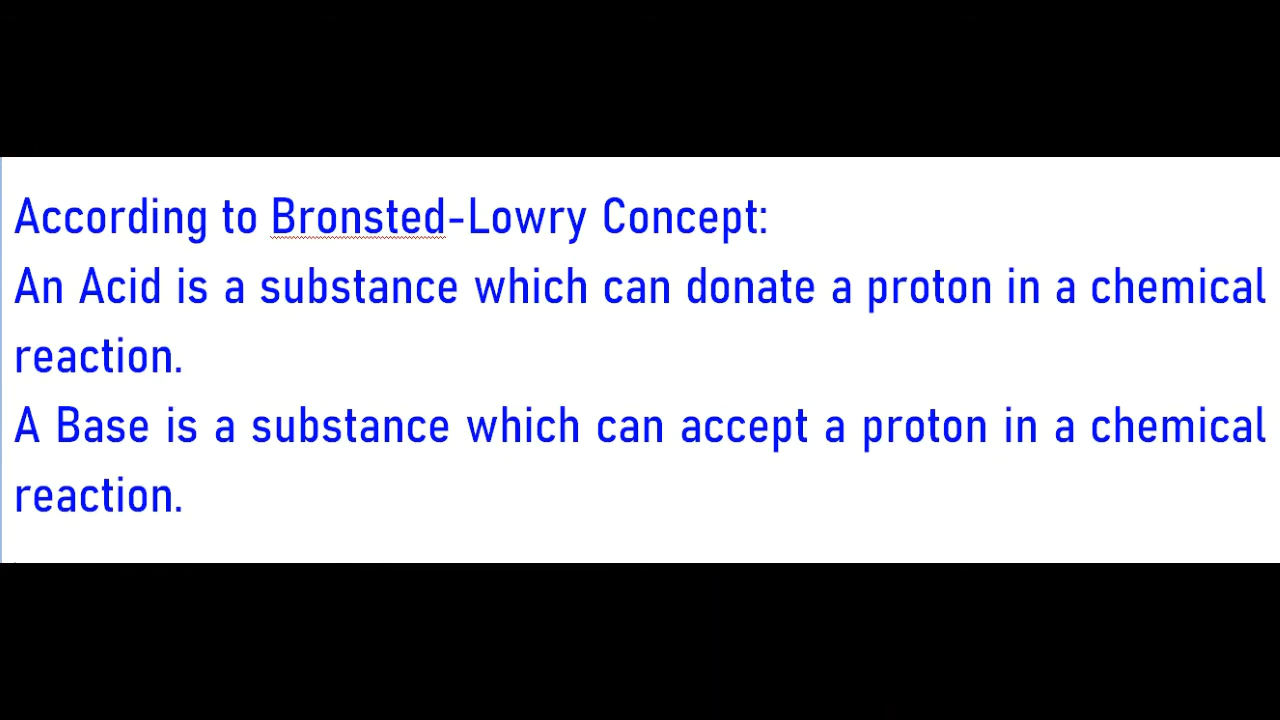 According to Bronsted-Lowry Concept:
An Acid is a substance which can donate a proton in a chemical
reaction.
A Base is a substance which can accept a proton in a chemical
reaction.